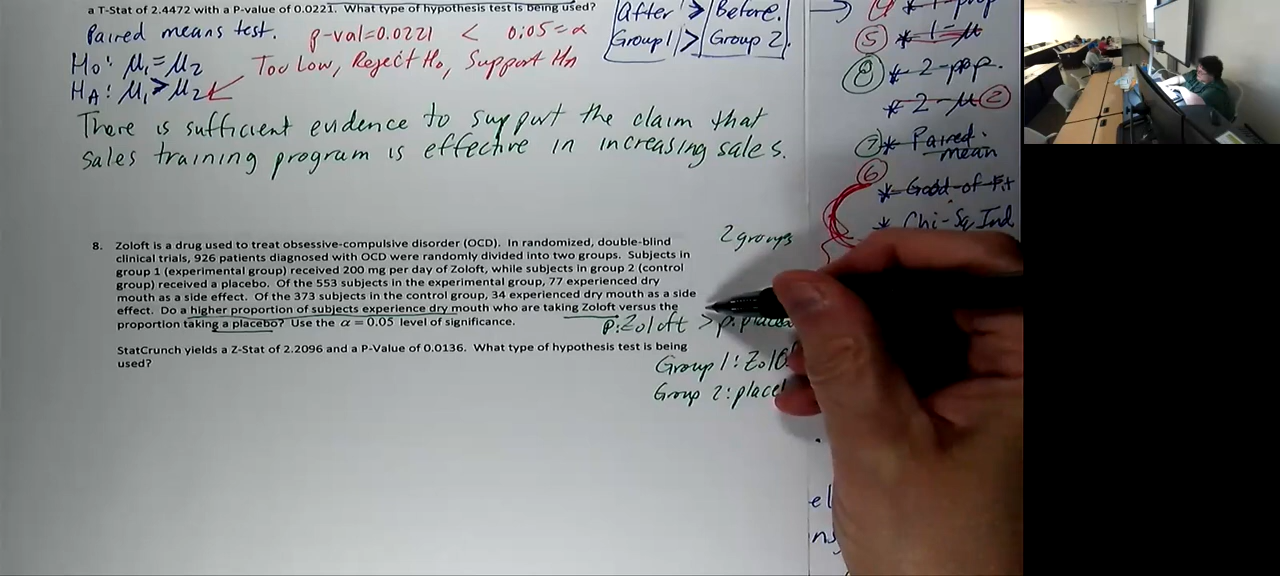 a T-Stat of 2.4472 with a P-value of 0.0221. What type of hypothesis test is being used?
Paired means test. p-val=0.0221 < 0.05=α
H0: μ1=μ2 Too Low, Reject H0, Support HA
HA: μ1>μ2
There is sufficient evidence to support the claim that
sales training program is effective in increasing sales.
After > Before.
Group 1 > Group 2.
5 * 1-μ
8 * 2-prop.
* 2-μ 2
7 * Paired
mean
6
* Good-of-Fit
* Chi-Sq Ind
2 groups
8. Zoloft is a drug used to treat obsessive-compulsive disorder (OCD). In randomized, double-blind
clinical trials, 926 patients diagnosed with OCD were randomly divided into two groups. Subjects in
group 1 (experimental group) received 200 mg per day of Zoloft, while subjects in group 2 (control
group) received a placebo. Of the 553 subjects in the experimental group, 77 experienced dry
mouth as a side effect. Of the 373 subjects in the control group, 34 experienced dry mouth as a side
effect. Do a higher proportion of subjects experience dry mouth who are taking Zoloft versus the
proportion taking a placebo? Use the α = 0.05 level of significance.
p:Zoloft > p:
StatCrunch yields a Z-Stat of 2.2096 and a P-Value of 0.0136. What type of hypothesis test is being
used?
Group 1:
Group 2: